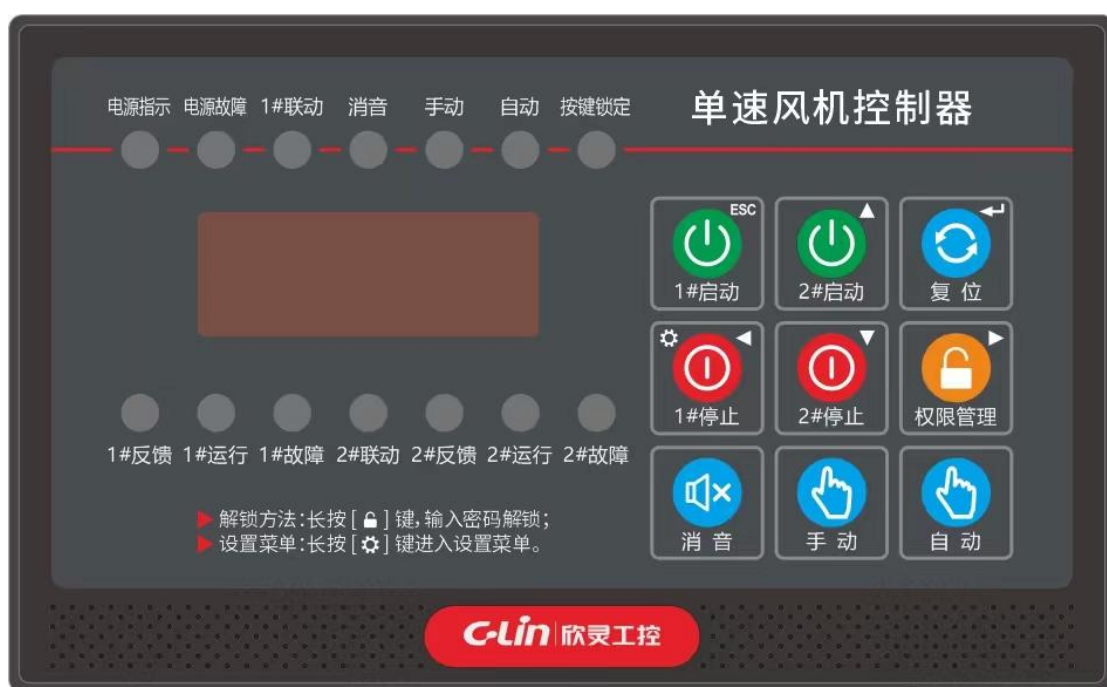 单速风机控制器
电源指示 电源故障 1#联动 消音 手动 自动 按键锁定
ESC
1#启动 2#启动 复位
1#停止 2#停止 权限管理
1#反馈 1#运行 1#故障 2#联动 2#反馈 2#运行 2#故障
解锁方法:长按[ ]键,输入密码解锁;
设置菜单:长按[ ]键进入设置菜单。
消音 手动 自动
C-Lin 欣灵工控